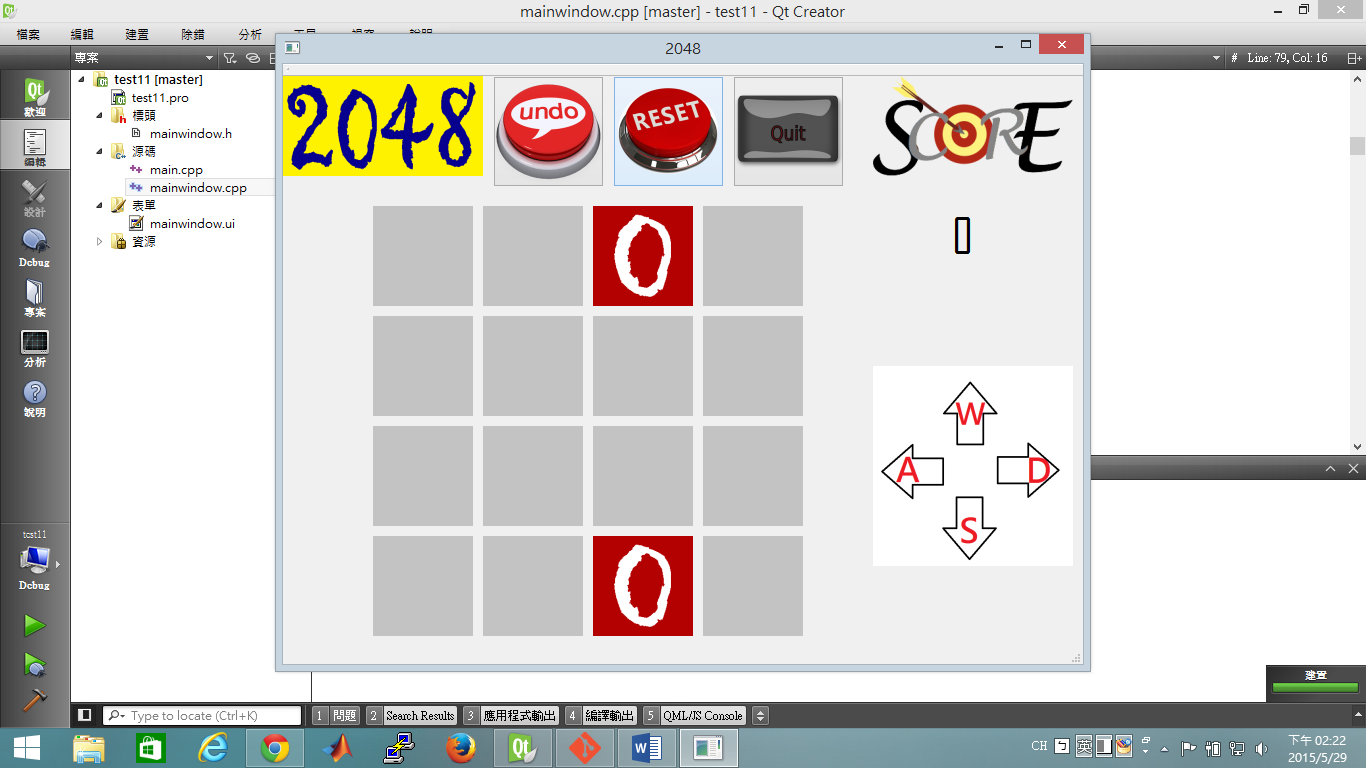 mainwindow.cpp [master] - test11 - Qt Creator
檔案 編輯 建置 除錯 分析
2048
專案
# Line: 79, Col: 16
2048
undo
RESET
Quit
SCORE
test11 [master]
test11.pro
標頭
mainwindow.h
源碼
main.cpp
mainwindow.cpp
表單
mainwindow.ui
資源
歡迎
編輯
設計
Debug
專案
分析
說明
test11
Debug
0
0
W
A
D
S
建置
Type to locate (Ctrl+K)
1 問題
2 Search Results
3 應用程式輸出
4 編譯輸出
5 QML/JS Console
CH
英
下午 02:22
2015/5/29